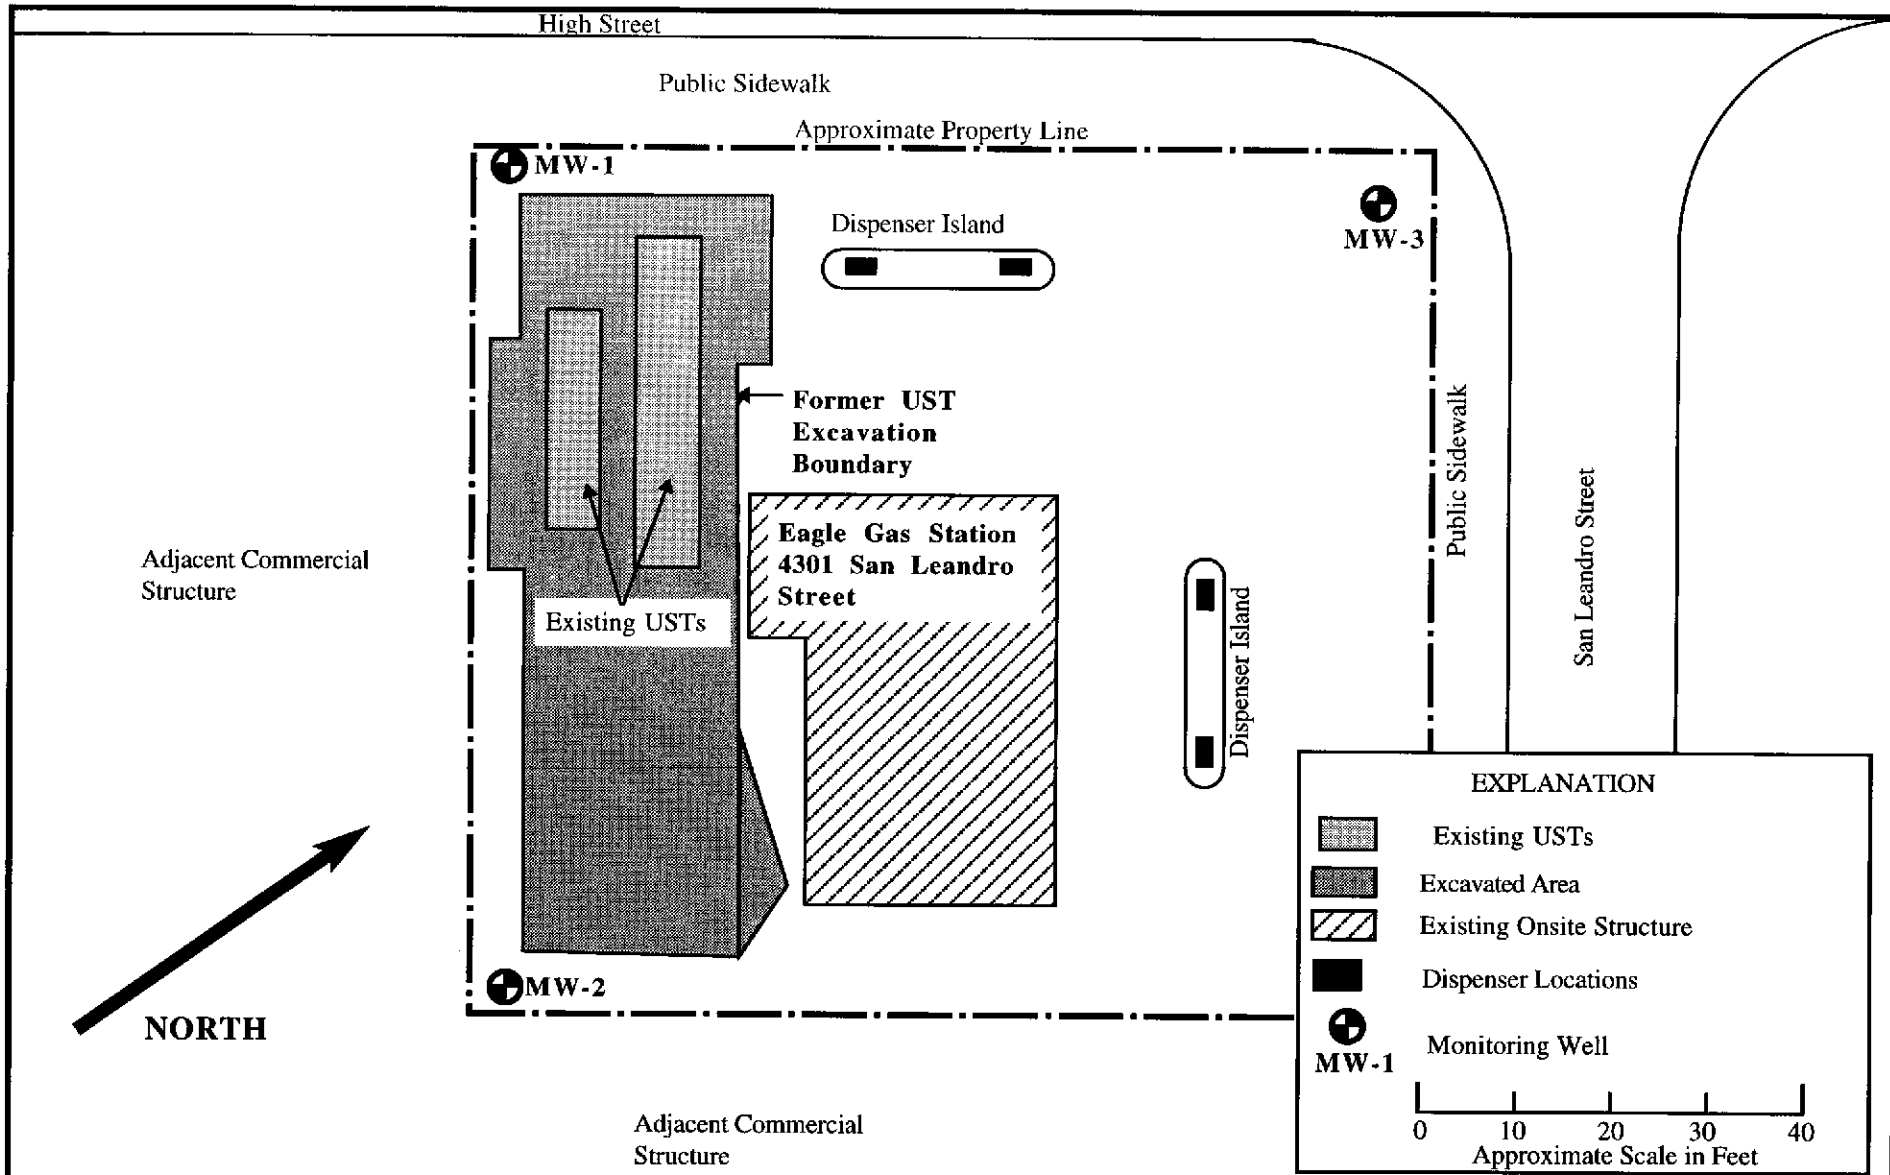 High Street
Public Sidewalk
Approximate Property Line
MW-1
Dispenser Island
MW-3
Former UST
Excavation
Boundary
Public Sidewalk
San Leandro Street
Eagle Gas Station
4301 San Leandro
Street
Adjacent Commercial
Structure
Existing USTs
Dispenser Island
MW-2
NORTH
Adjacent Commercial
Structure
EXPLANATION
Existing USTs
Excavated Area
Existing Onsite Structure
Dispenser Locations
MW-1
Monitoring Well
0 10 20 30 40
Approximate Scale in Feet